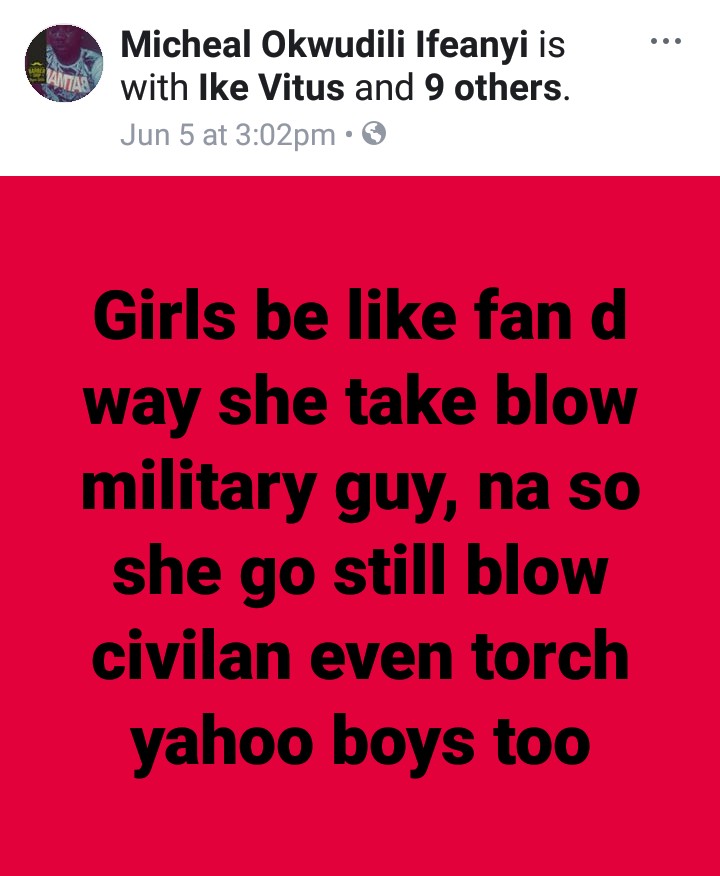 Micheal Okwudili Ifeanyi is
with Ike Vitus and 9 others.
Jun 5 at 3:02pm •
Girls be like fan d
way she take blow
military guy, na so
she go still blow
civilan even torch
yahoo boys too